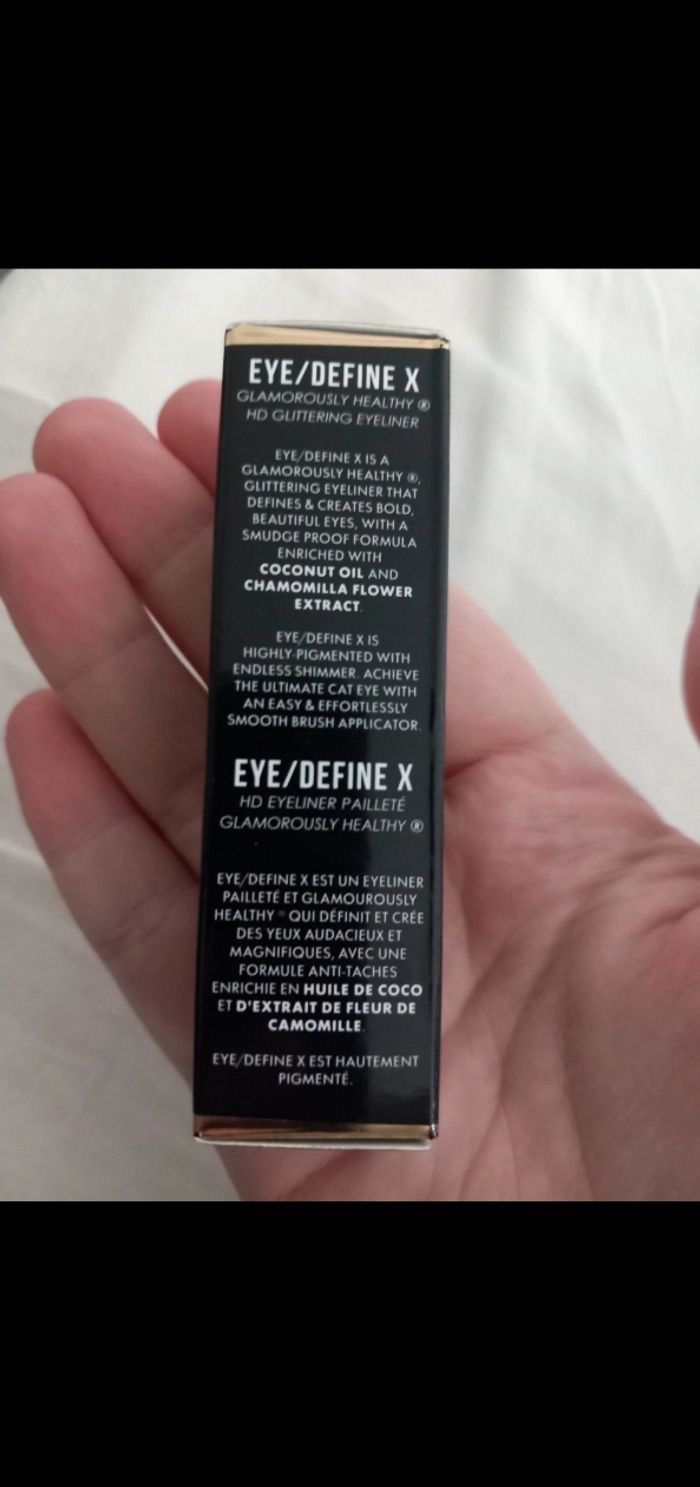 EYE/DEFINE X
GLAMOROUSLY HEALTHY ®
HD GLITTERING EYELINER
EYE/DEFINE X IS A
GLAMOROUSLY HEALTHY ®,
GLITTERING EYELINER THAT
DEFINES & CREATES BOLD,
BEAUTIFUL EYES, WITH A
SMUDGE PROOF FORMULA
ENRICHED WITH
COCONUT OIL AND
CHAMOMILLA FLOWER
EXTRACT.
EYE/DEFINE X IS
HIGHLY-PIGMENTED WITH
ENDLESS SHIMMER. ACHIEVE
THE ULTIMATE CAT EYE WITH
AN EASY & EFFORTLESSLY
SMOOTH BRUSH APPLICATOR.
EYE/DEFINE X
HD EYELINER PAILLETÉ
GLAMOROUSLY HEALTHY ®
EYE/DEFINE X EST UN EYELINER
PAILLETÉ ET GLAMOUROUSLY
HEALTHY ® QUI DÉFINIT ET CRÉE
DES YEUX AUDACIEUX ET
MAGNIFIQUES, AVEC UNE
FORMULE ANTI-TACHES
ENRICHIE EN HUILE DE COCO
ET D'EXTRAIT DE FLEUR DE
CAMOMILLE.
EYE/DEFINE X EST HAUTEMENT
PIGMENTÉ.